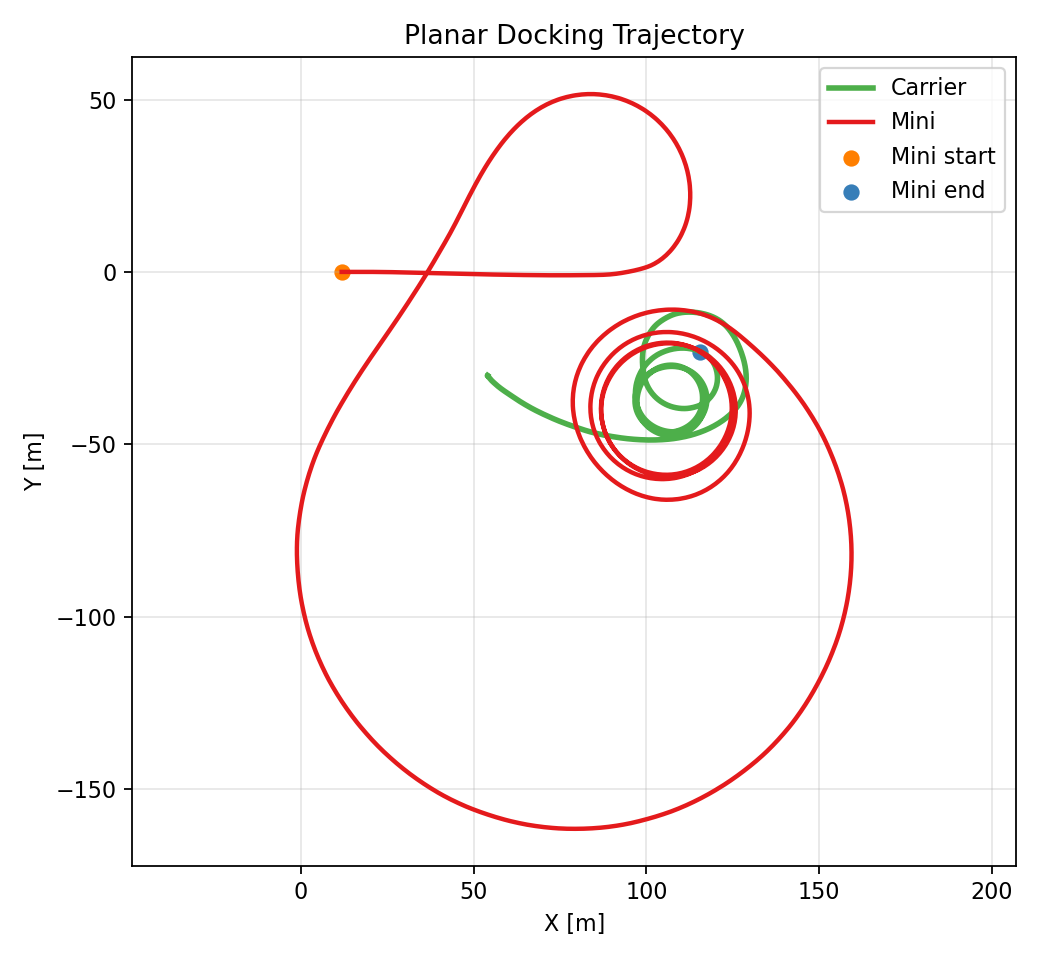 Planar Docking Trajectory
Carrier
Mini
Mini start
Mini end
50
0
−50
−100
−150
Y [m]
0 50 100 150 200
X [m]